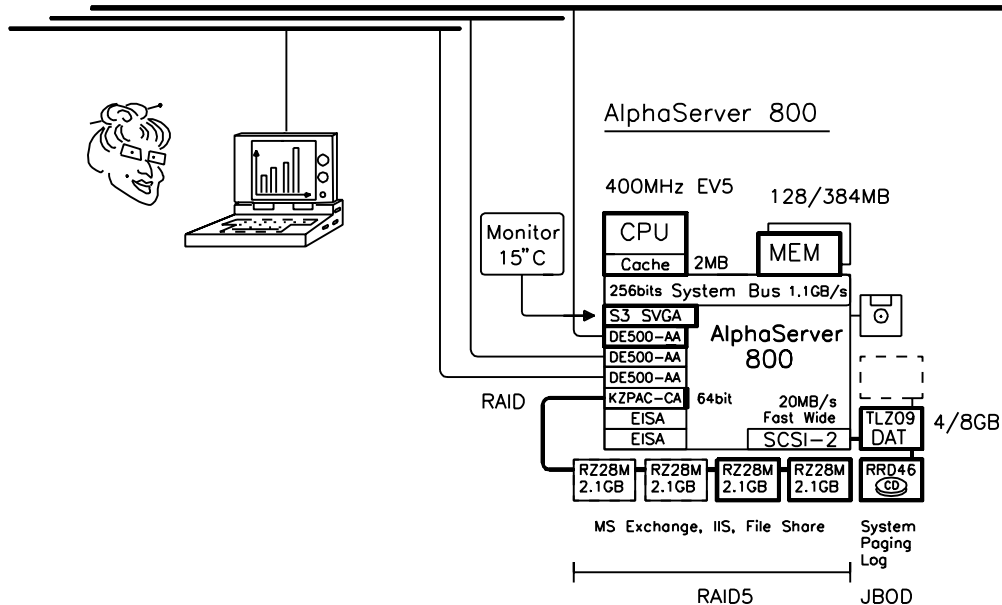 AlphaServer 800
400MHz EV5
128/384MB
Monitor
15"C
CPU
Cache
2MB
MEM
256bits System Bus 1.1GB/s
S3 SVGA
DE500-AA
DE500-AA
DE500-AA
KZPAC-CA
64bit
EISA
EISA
AlphaServer
800
20MB/s
Fast Wide
SCSI-2
RAID
TLZ09
DAT
4/8GB
RZ28M
2.1GB
RZ28M
2.1GB
RZ28M
2.1GB
RZ28M
2.1GB
RRD46
CD
MS Exchange, IIS, File Share
System
Paging
Log
RAID5
JBOD